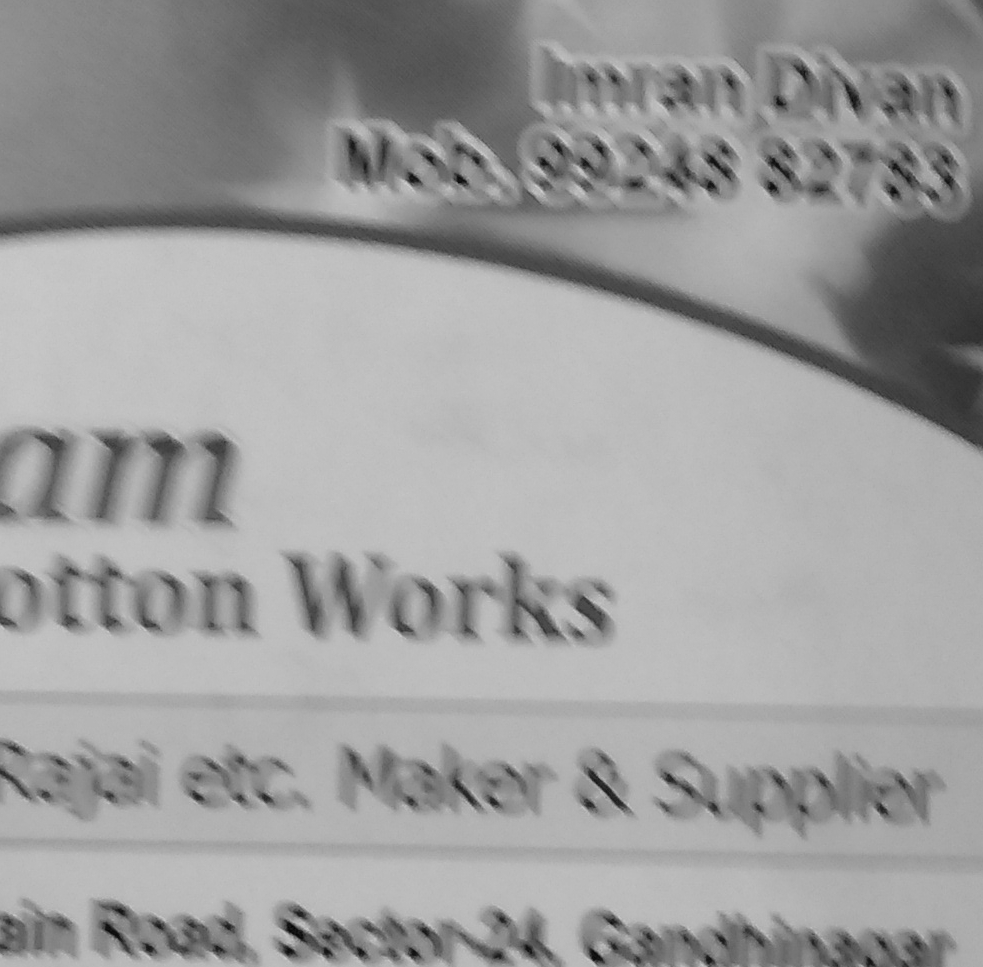 Imran Divan
Mob. 99248 82783
am
otton Works
Rajai etc. Maker & Supplier
ain Road, Sector-24, Gandhinagar